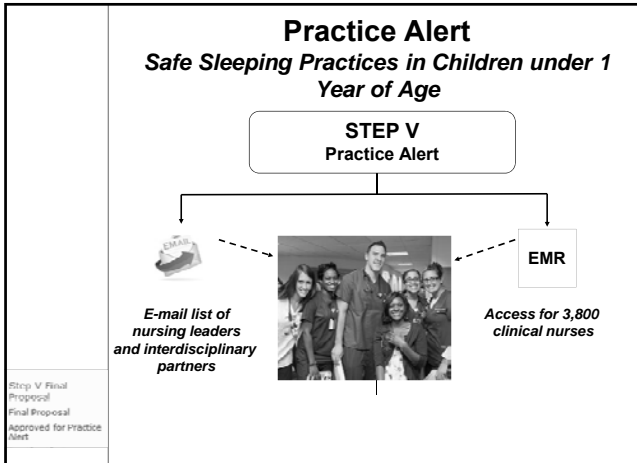 Practice Alert
Safe Sleeping Practices in Children under 1
Year of Age
STEP V
Practice Alert
EMAIL
EMR
E-mail list of
nursing leaders
and interdisciplinary
partners
Access for 3,800
clinical nurses
Step V Final
Proposal
Final Proposal
Approved for Practice
Alert